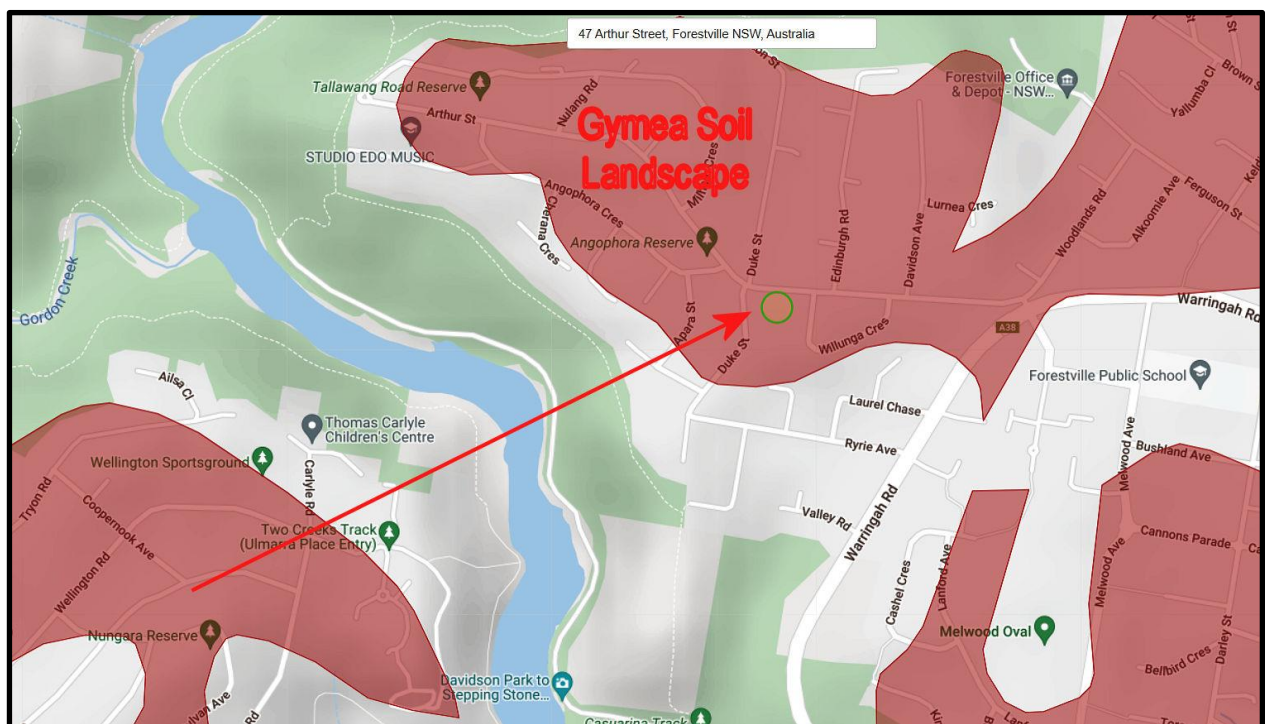 47 Arthur Street, Forestville NSW, Australia
Tallawang Road Reserve
Arthur St
Nulang Rd
STUDIO EDO MUSIC
Gymea Soil
Landscape
Forestville Office
& Depot - NSW...
Brown S
Yallumba Cl
Ferguson St
Alkoomie Ave
Woodlands Rd
Lurnea Cres
Angophora Cres
Cherana Cres
Angophora Reserve
Duke St
Edinburgh Rd
Davidson Ave
Gordon Creek
Warringah Rd
A38
Apara St
Duke St
Willunga Cres
Forestville Public School
Ailsa Cl
Thomas Carlyle
Children's Centre
Laurel Chase
Ryrie Ave
Melwood Ave
Bushland Ave
Wellington Sportsground
Carlyle Rd
Tryon Rd
Coopernook Ave
Two Creeks Track
(Ulmarra Place Entry)
Valley Rd
Warringah Rd
Cannons Parade
Wellington Rd
Cashel Cres
Lanford Ave
Melwood Ave
Nungara Reserve
Melwood Oval
Darley St
Bellbird Cres
Davidson Park to
Stepping Stone...
Casuarina Track